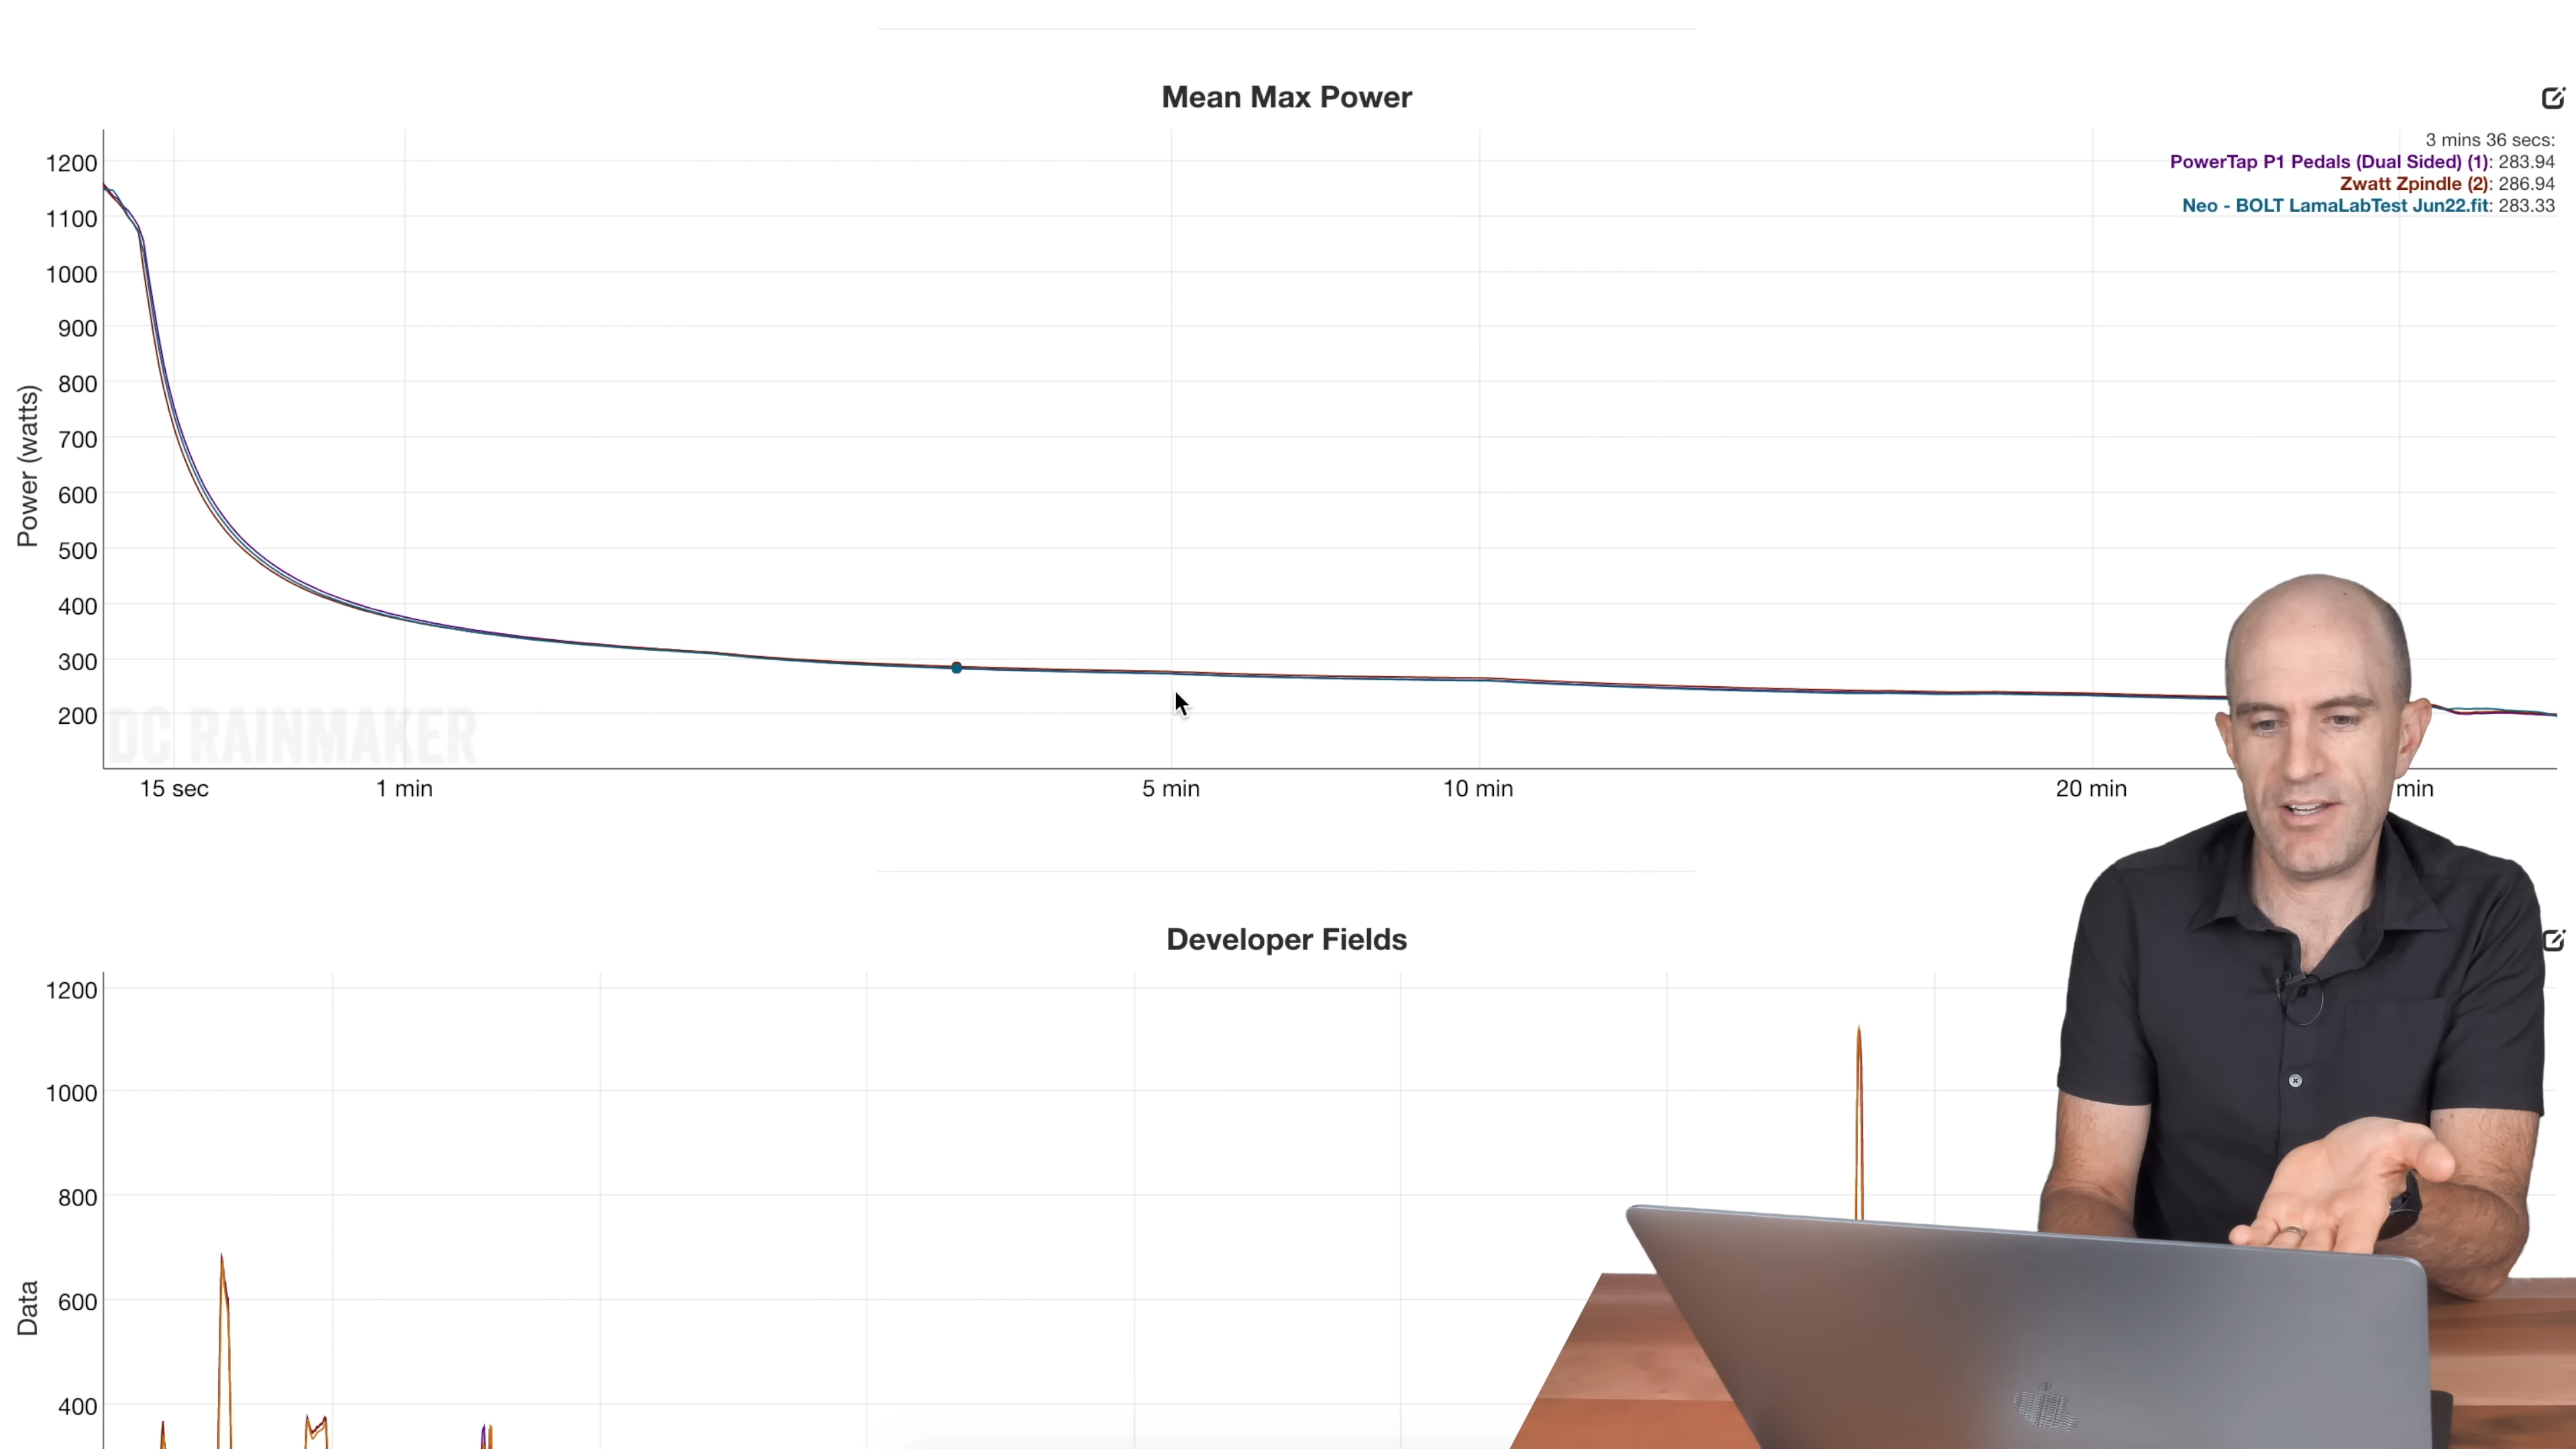 Mean Max Power
3 mins 36 secs:
PowerTap P1 Pedals (Dual Sided) (1): 283.94
Zwatt Zpindle (2): 286.94
Neo - BOLT LamaLabTest Jun22.fit: 283.33
1200
1100
1000
900
800
700
600
500
400
300
200
Power (watts)
DC RAINMAKER
15 sec 1 min 5 min 10 min 20 min min
Developer Fields
1200
1000
800
600
400
Data